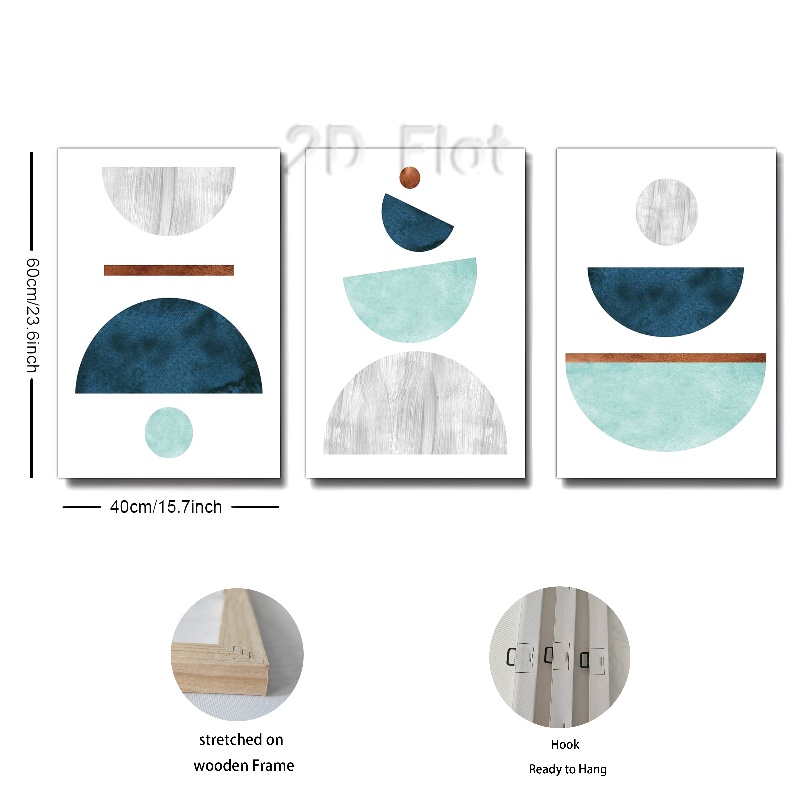 2D Flat
60cm/23.6inch
40cm/15.7inch
stretched on
wooden Frame
Hook
Ready to Hang